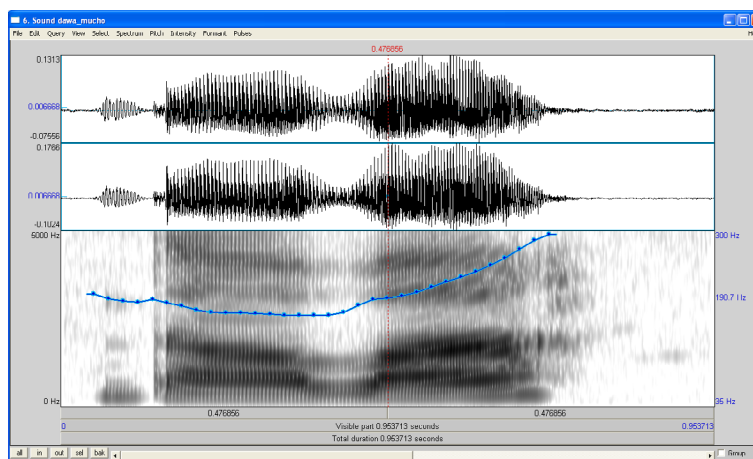 6. Sound dawa_mucho
File Edit Query View Select Spectrum Pitch Intensity Formant Pulses
0.476856
0.1313
0.006668
-0.07556
0.1766
0.006668
-0.1024
5000 Hz 300 Hz
190.7 Hz
0 Hz 35 Hz
0.476856 0.476856
0 Visible part 0.953713 seconds 0.953713
Total duration 0.953713 seconds
all in out sel bak Group